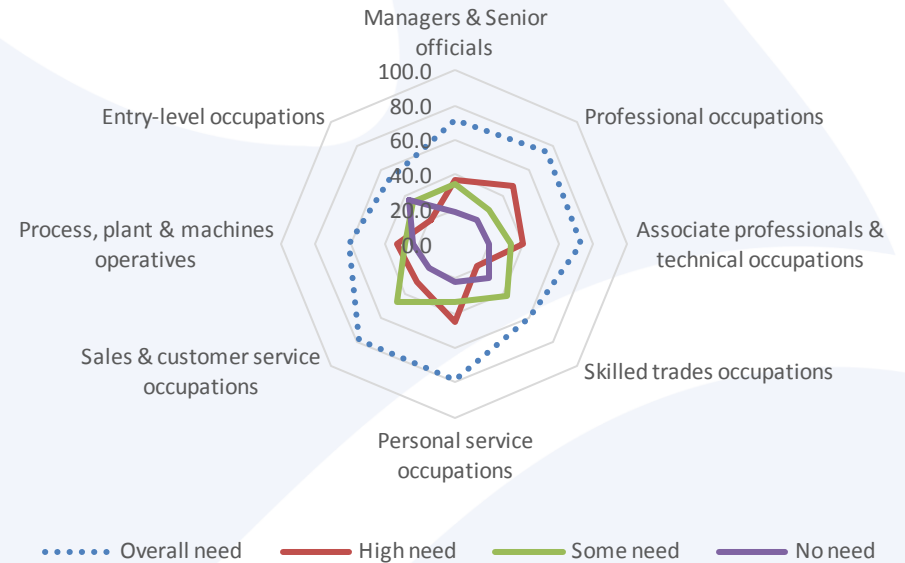 Managers & Senior
officials
100.0
80.0
60.0
40.0
20.0
0.0
Entry-level occupations
Professional occupations
Process, plant & machines
operatives
Associate professionals &
technical occupations
Sales & customer service
occupations
Skilled trades occupations
Personal service
occupations
Overall need
High need
Some need
No need